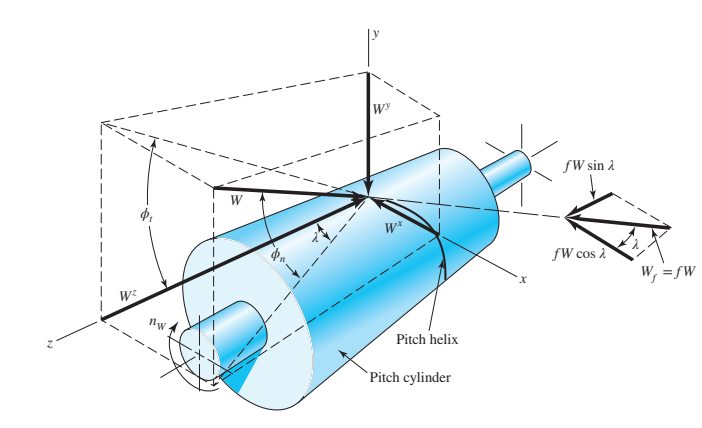 y
W^y
fW sin λ
W
ϕ_t
ϕ_n
λ
W^x
fW cos λ
λ
W_f = fW
x
W^z
n_W
z
Pitch helix
Pitch cylinder